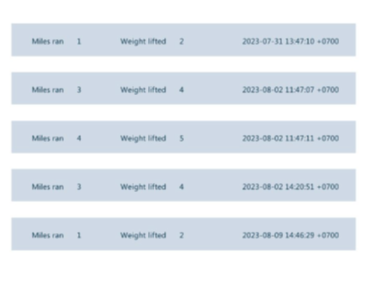 Miles ran 1 Weight lifted 2 2023-07-31 13:47:10 +0700
Miles ran 3 Weight lifted 4 2023-08-02 11:47:07 +0700
Miles ran 4 Weight lifted 5 2023-08-02 11:47:11 +0700
Miles ran 3 Weight lifted 4 2023-08-02 14:20:51 +0700
Miles ran 1 Weight lifted 2 2023-08-09 14:46:29 +0700